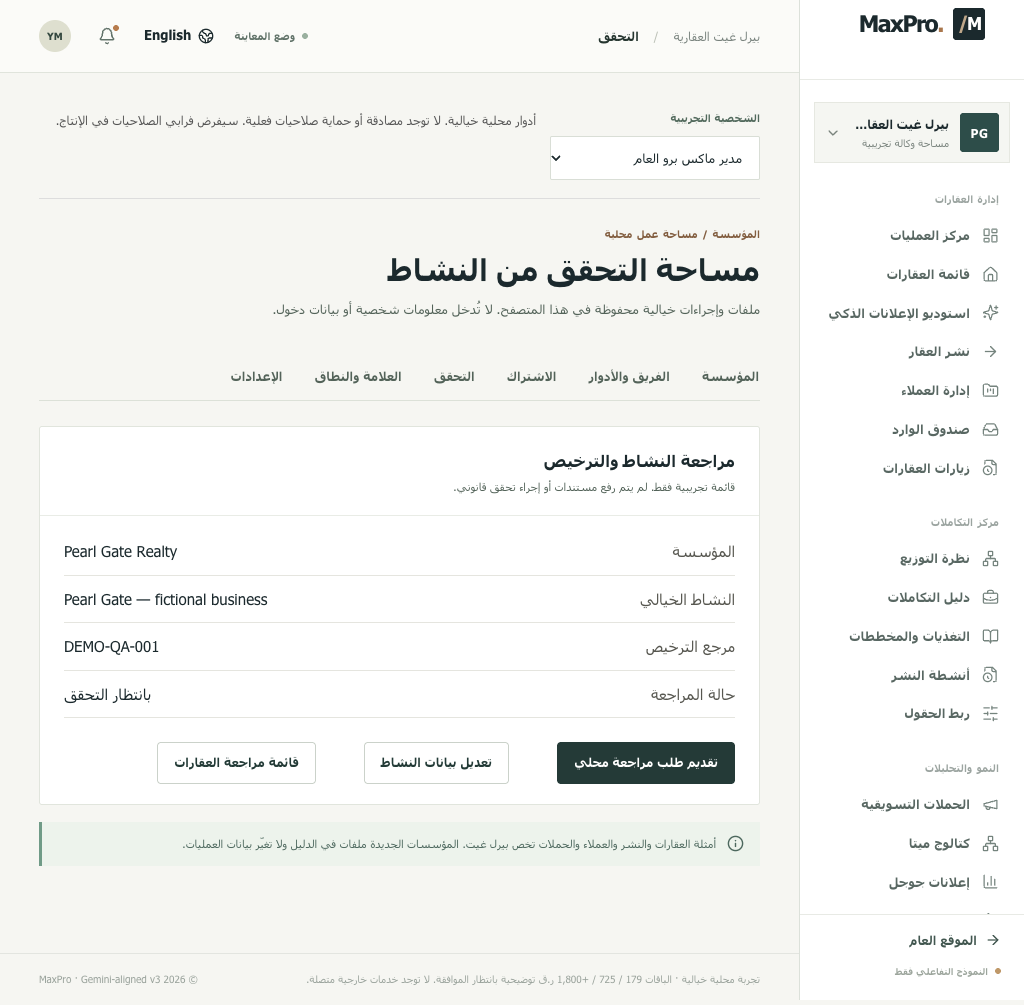 MaxPro. /M
بيرل غيت العقارية / التحقق
وضع المعاينة
English
YM
PG
بيرل غيت العقا...
مساحة وكالة تجريبية
إدارة العقارات
مركز العمليات
قائمة العقارات
استوديو الإعلانات الذكي
نشر العقار
إدارة العملاء
صندوق الوارد
زيارات العقارات
مركز التكاملات
نظرة التوزيع
دليل التكاملات
التغذيات والمخططات
أنشطة النشر
ربط الحقول
النمو والتحليلات
الحملات التسويقية
كتالوج ميتا
إعلانات جوجل
الموقع العام
النموذج التفاعلي فقط
الشخصية التجريبية
مدير ماكس برو العام
أدوار محلية خيالية. لا توجد مصادقة أو حماية صلاحيات فعلية. سيفرض فرابي الصلاحيات في الإنتاج.
المؤسسة / مساحة عمل محلية
مساحة التحقق من النشاط
ملفات وإجراءات خيالية محفوظة في هذا المتصفح. لا تُدخل معلومات شخصية أو بيانات دخول.
المؤسسة
الفريق والأدوار
الاشتراك
التحقق
العلامة والنطاق
الإعدادات
مراجعة النشاط والترخيص
قائمة تجريبية فقط. لم يتم رفع مستندات أو إجراء تحقق قانوني.
المؤسسة Pearl Gate Realty
النشاط الخيالي Pearl Gate — fictional business
مرجع الترخيص DEMO-QA-001
حالة المراجعة بانتظار التحقق
تقديم طلب مراجعة محلي
تعديل بيانات النشاط
قائمة مراجعة العقارات
أمثلة العقارات والنشر والعملاء والحملات تخص بيرل غيت. المؤسسات الجديدة ملفات في الدليل ولا تغيّر بيانات العمليات.
تجربة محلية خيالية · الباقات 179 / 725 / 1,800+ ر.ق توضيحية بانتظار الموافقة. لا توجد خدمات خارجية متصلة.
MaxPro · Gemini-aligned v3 2026 ©